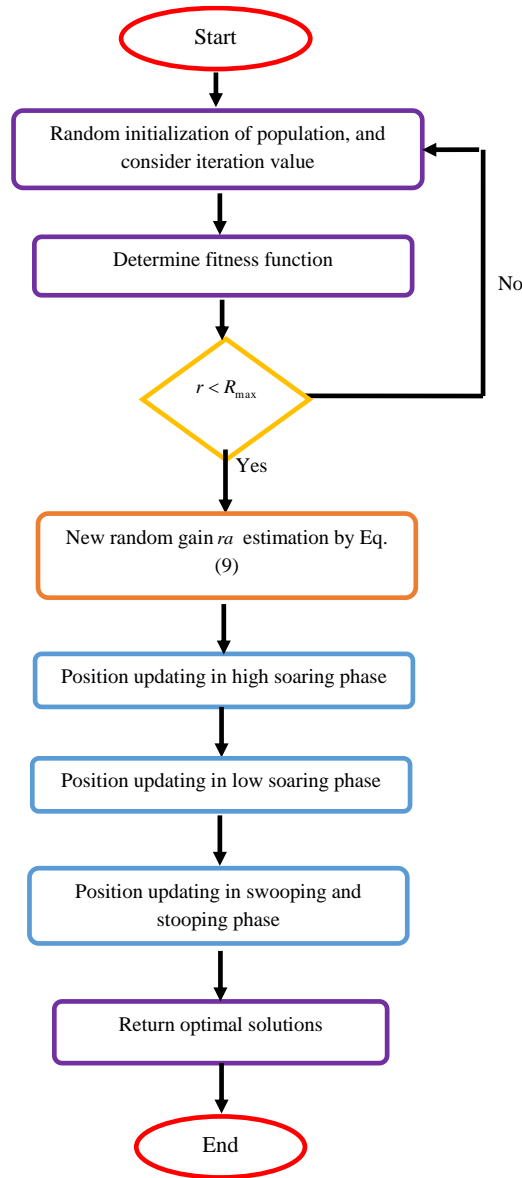 Start
Random initialization of population, and
consider iteration value
Determine fitness function
No
r < R_max
Yes
New random gain ra estimation by Eq.
(9)
Position updating in high soaring phase
Position updating in low soaring phase
Position updating in swooping and
stooping phase
Return optimal solutions
End